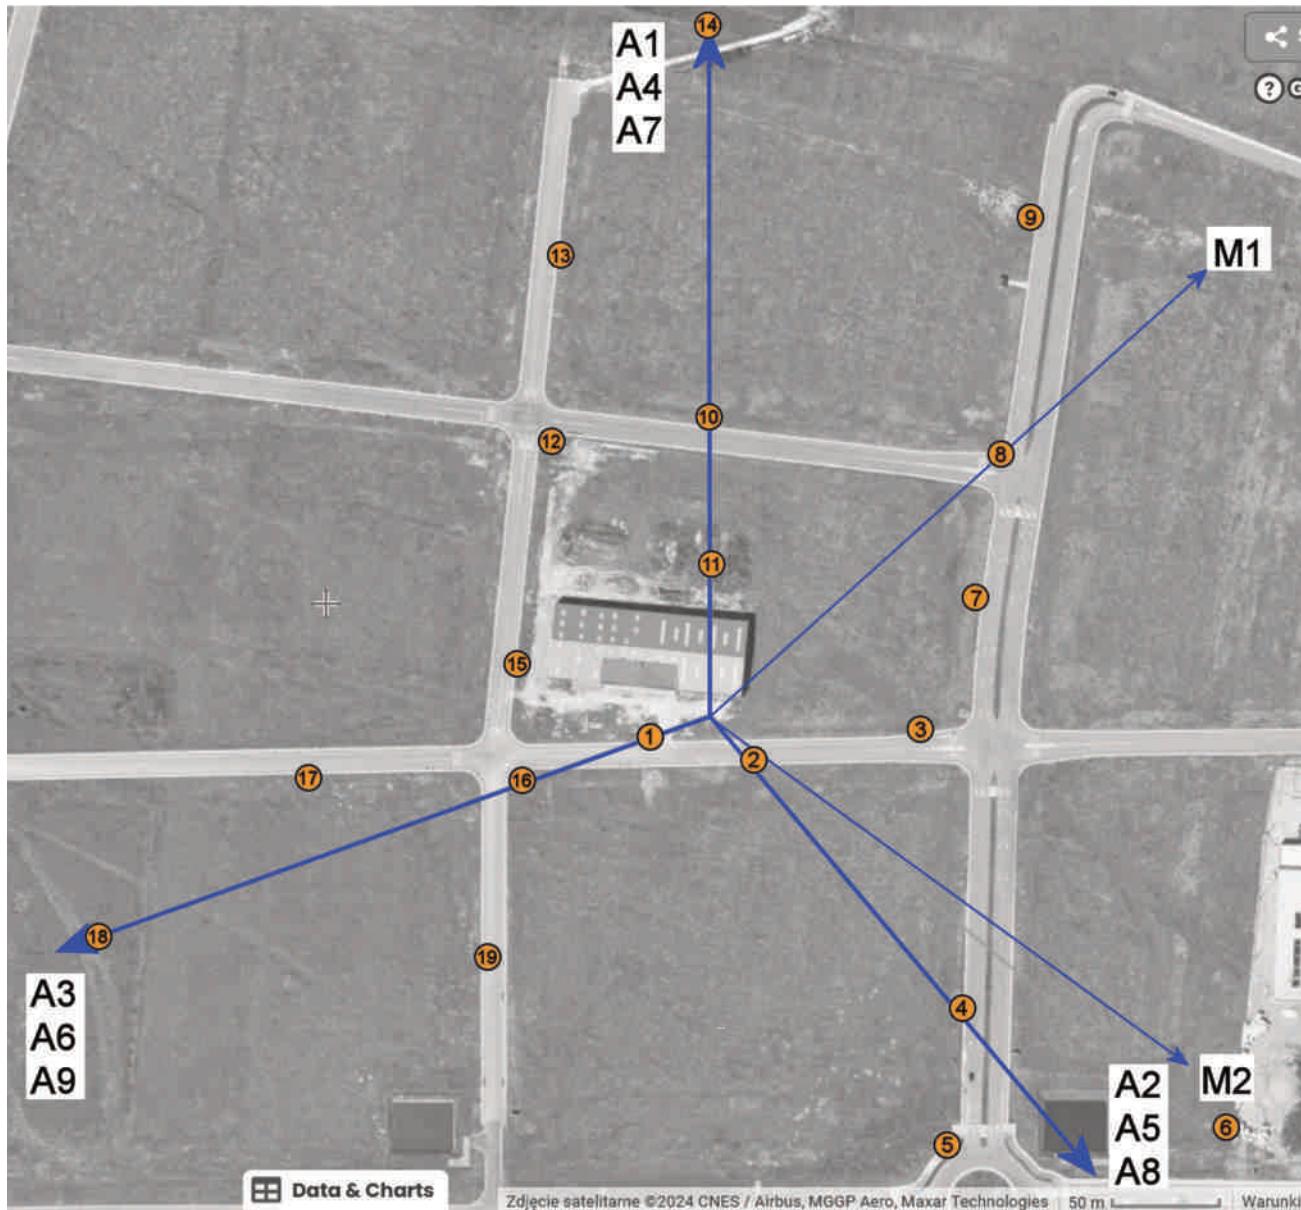 14
A1
A4
A7
S
?
G
9
M1
13
10
8
12
11
7
15
3
1
2
16
17
18
19
A3
A6
A9
4
A2
A5
A8
M2
6
5
Data & Charts
Zdjęcie satelitarne ©2024 CNES / Airbus, MGGP Aero, Maxar Technologies 50 m Warunki